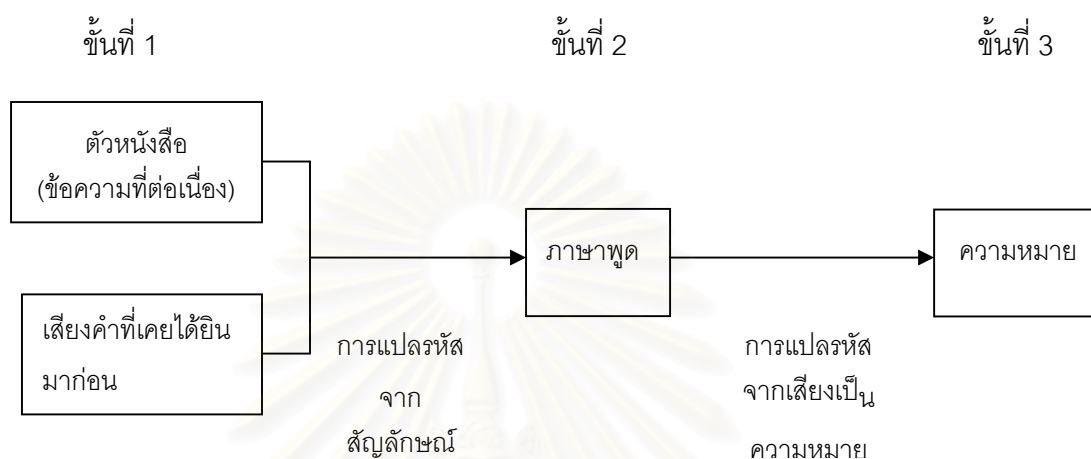 ขั้นที่ 1
ขั้นที่ 2
ขั้นที่ 3
ตัวหนังสือ
(ข้อความที่ต่อเนื่อง)
เสียงคำที่เคยได้ยิน
มาก่อน
การแปลรหัส
จาก
สัญลักษณ์
ภาษาพูด
การแปลรหัส
จากเสียงเป็น
ความหมาย
ความหมาย